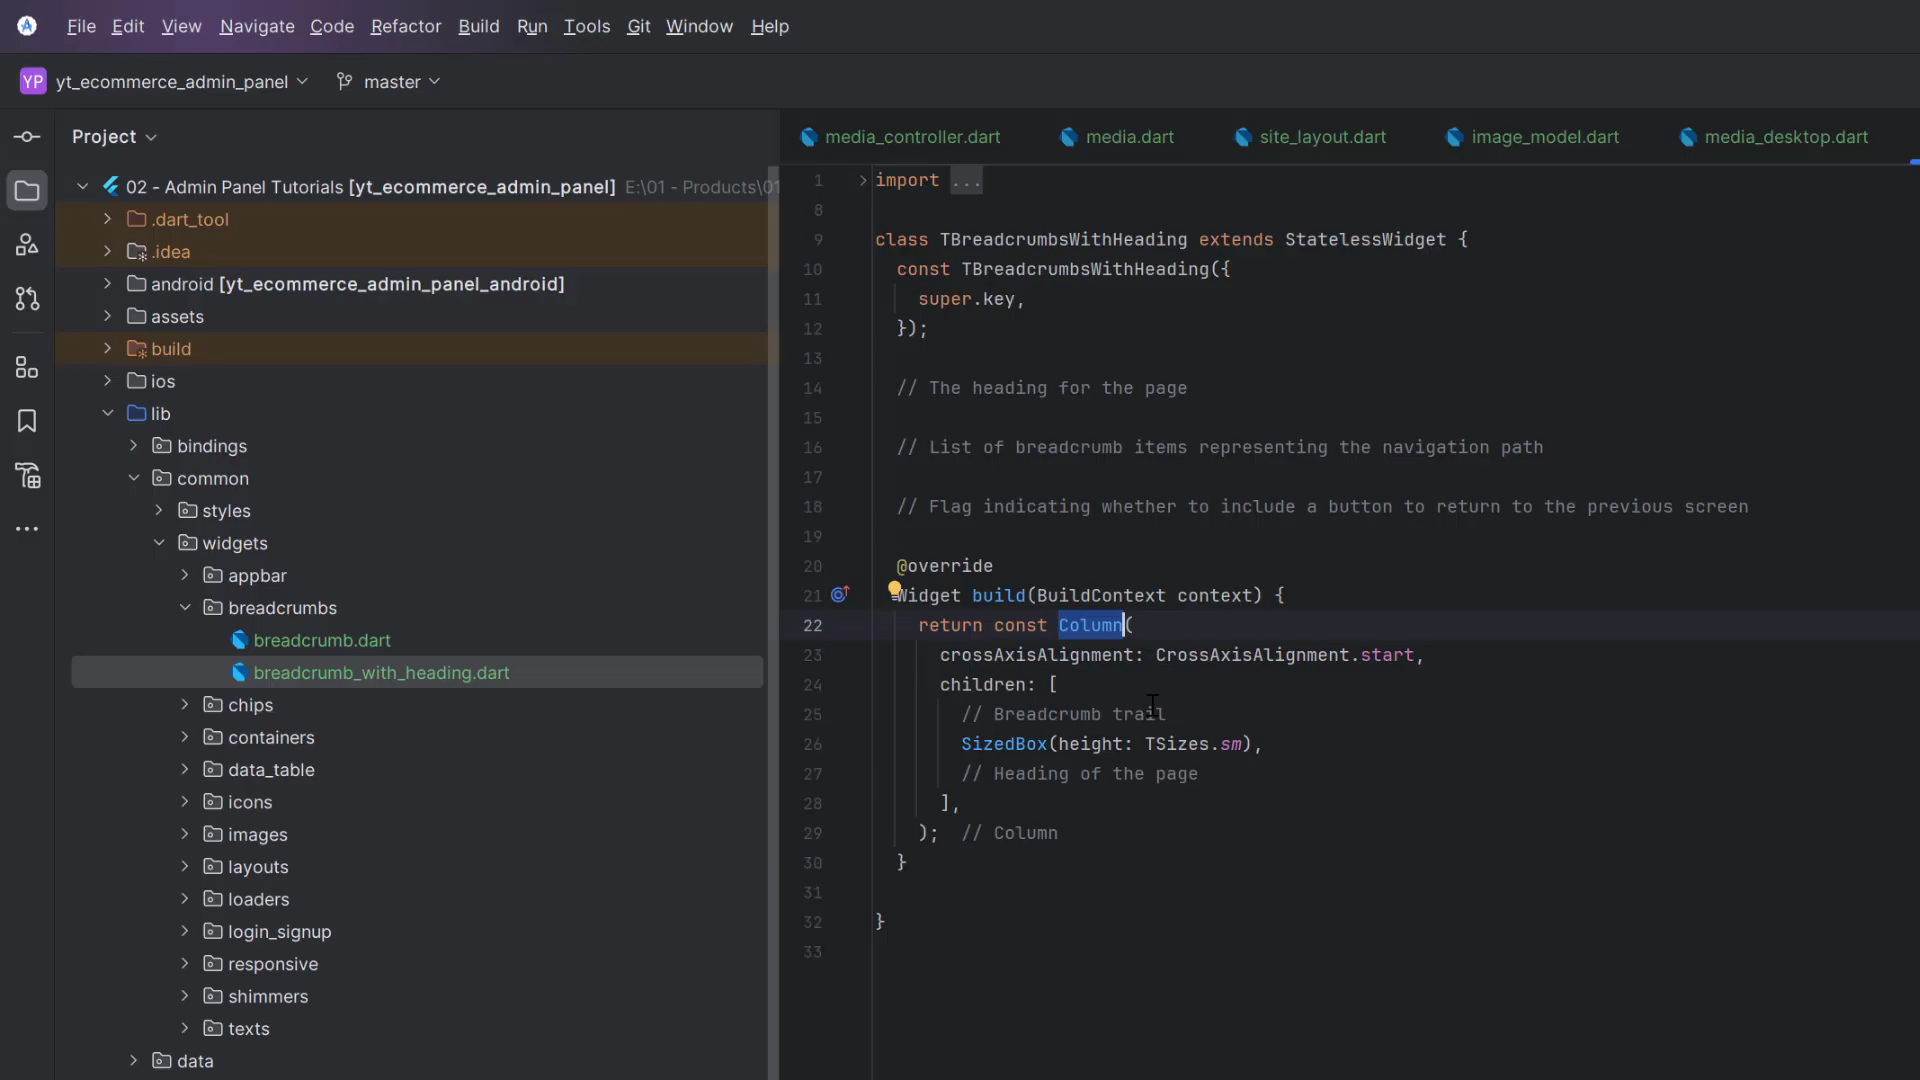 File Edit View Navigate Code Refactor Build Run Tools Git Window Help
YP yt_ecommerce_admin_panel master
Project
02 - Admin Panel Tutorials [yt_ecommerce_admin_panel] E:\01 - Products\01
.dart_tool
.idea
android [yt_ecommerce_admin_panel_android]
assets
build
ios
lib
bindings
common
styles
widgets
appbar
breadcrumbs
breadcrumb.dart
breadcrumb_with_heading.dart
chips
containers
data_table
icons
images
layouts
loaders
login_signup
responsive
shimmers
texts
data
media_controller.dart media.dart site_layout.dart image_model.dart media_desktop.dart
1 import ...
8
9 class TBreadcrumbsWithHeading extends StatelessWidget {
10 const TBreadcrumbsWithHeading({
11 super.key,
12 });
13
14 // The heading for the page
15
16 // List of breadcrumb items representing the navigation path
17
18 // Flag indicating whether to include a button to return to the previous screen
19
20 @override
21 Widget build(BuildContext context) {
22 return const Column(
23 crossAxisAlignment: CrossAxisAlignment.start,
24 children: [
25 // Breadcrumb trail
26 SizedBox(height: TSizes.sm),
27 // Heading of the page
28 ],
29 ); // Column
30 }
31
32 }
33